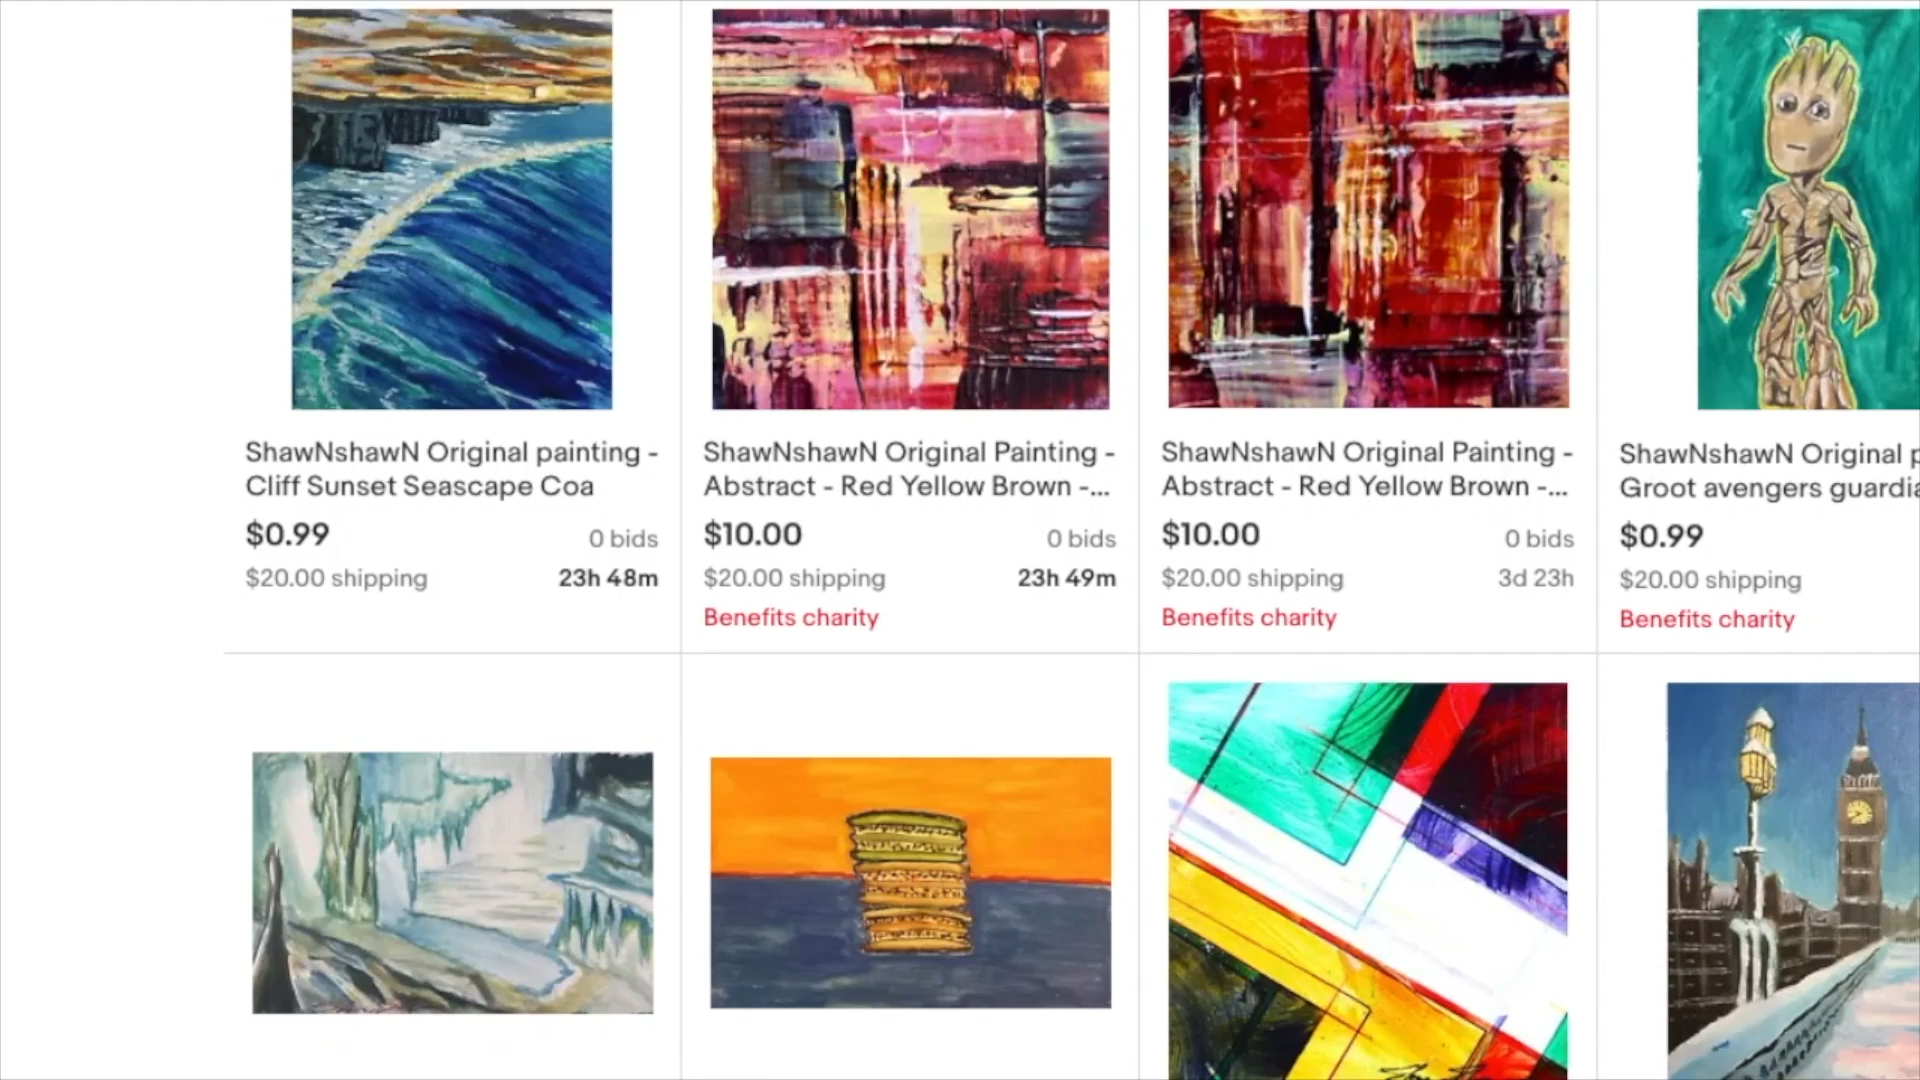 ShawNshawN Original painting -
Cliff Sunset Seascape Coa
$0.99
0 bids
$20.00 shipping
23h 48m
ShawNshawN Original Painting -
Abstract - Red Yellow Brown -...
$10.00
0 bids
$20.00 shipping
23h 49m
Benefits charity
ShawNshawN Original Painting -
Abstract - Red Yellow Brown -...
$10.00
0 bids
$20.00 shipping
3d 23h
Benefits charity
ShawNshawN Original p
Groot avengers guardia
$0.99
$20.00 shipping
Benefits charity